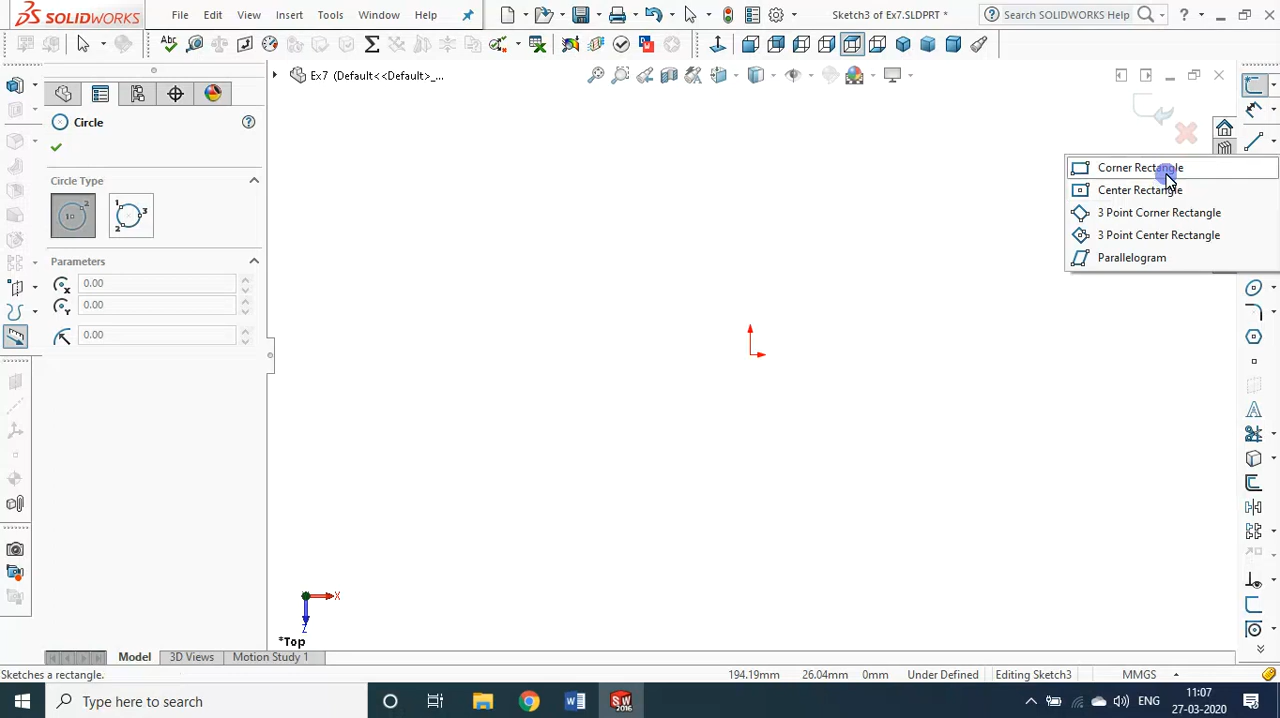 SOLIDWORKS File Edit View Insert Tools Window Help Sketch3 of Ex7.SLDPRT * Search SOLIDWORKS Help
Abc
Ex7 (Default<<Default>_...
Circle
Circle Type
Parameters
0.00
0.00
0.00
Corner Rectangle
Center Rectangle
3 Point Corner Rectangle
3 Point Center Rectangle
Parallelogram
X
Z
*Top
Model 3D Views Motion Study 1
Sketches a rectangle. 194.19mm 26.04mm 0mm Under Defined Editing Sketch3 MMGS
Type here to search ENG 11:07
27-03-2020